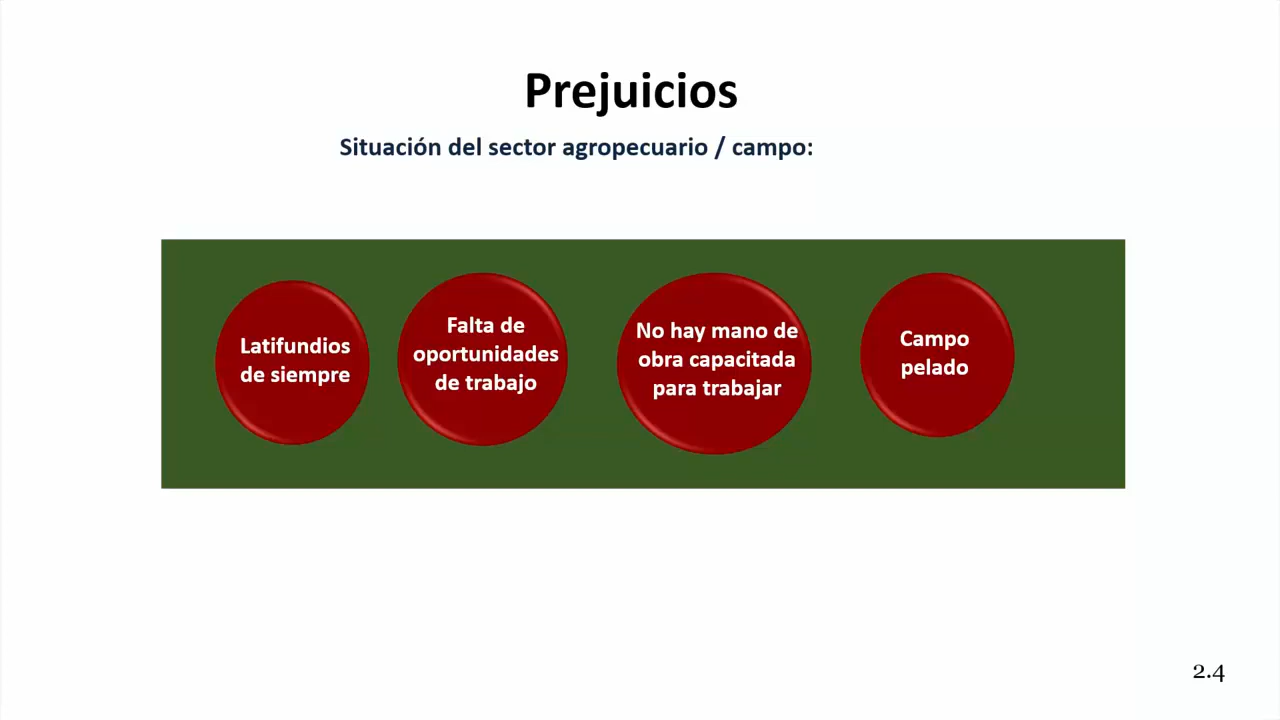 Prejuicios
Situación del sector agropecuario / campo:
Latifundios
de siempre
Falta de
oportunidades
de trabajo
No hay mano de
obra capacitada
para trabajar
Campo
pelado
2.4